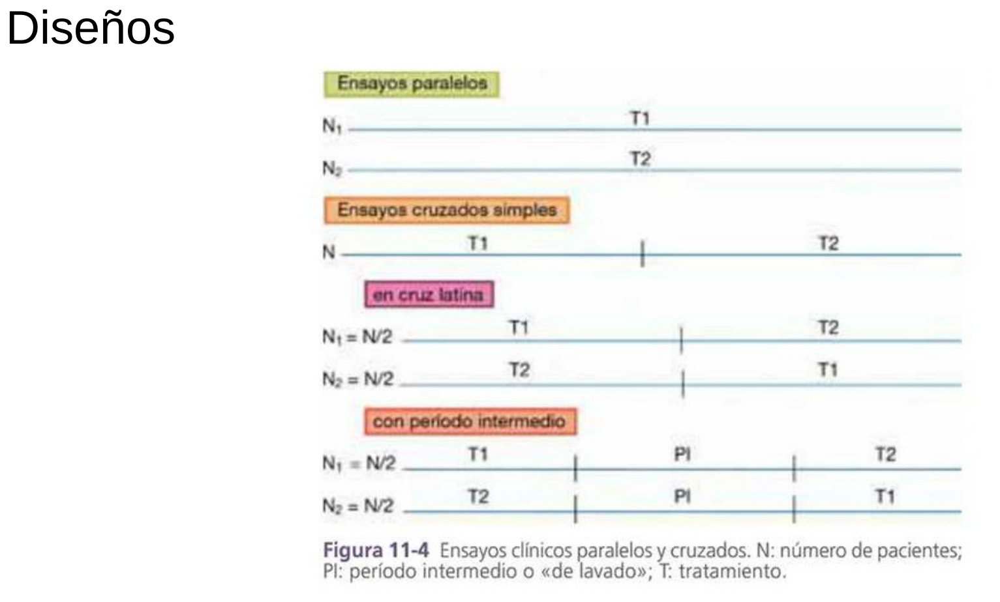 Diseños
Ensayos paralelos
T1
N₁
T2
N₂
Ensayos cruzados simples
T1 T2
N
en cruz latina
T1 T2
N₁ = N/2
T2 T1
N₂ = N/2
con período intermedio
T1 PI T2
N₁ = N/2
T2 PI T1
N₂ = N/2
Figura 11-4 Ensayos clínicos paralelos y cruzados. N: número de pacientes;
PI: período intermedio o «de lavado»; T: tratamiento.